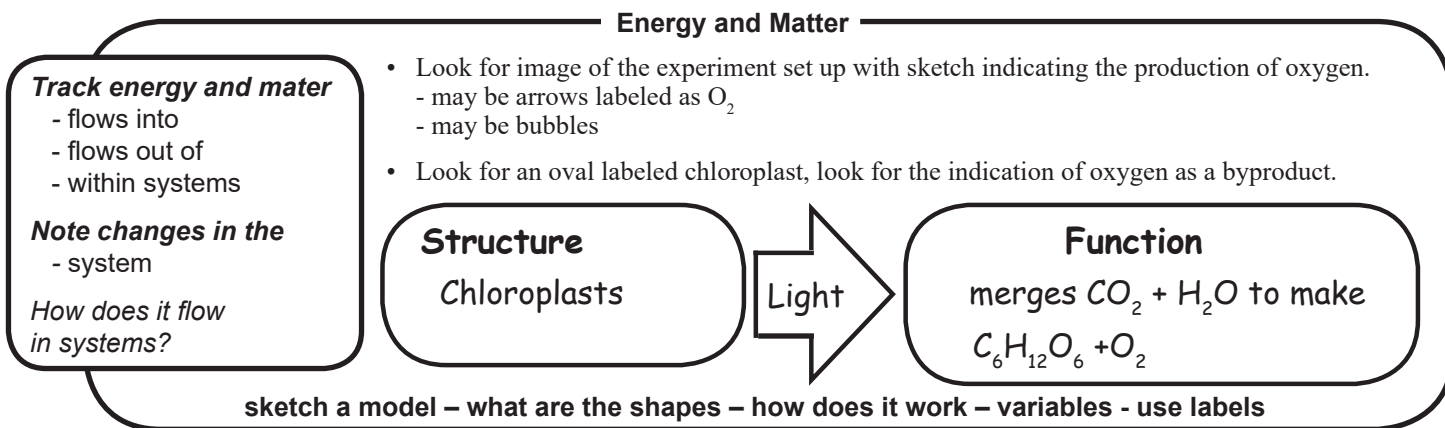 Energy and Matter
Track energy and mater
- flows into
- flows out of
- within systems
Note changes in the
- system
How does it flow
in systems?
• Look for image of the experiment set up with sketch indicating the production of oxygen.
- may be arrows labeled as O₂
- may be bubbles
• Look for an oval labeled chloroplast, look for the indication of oxygen as a byproduct.
Structure
Chloroplasts
Light
Function
merges CO₂ + H₂O to make
C₆H₁₂O₆ +O₂
sketch a model – what are the shapes – how does it work – variables - use labels